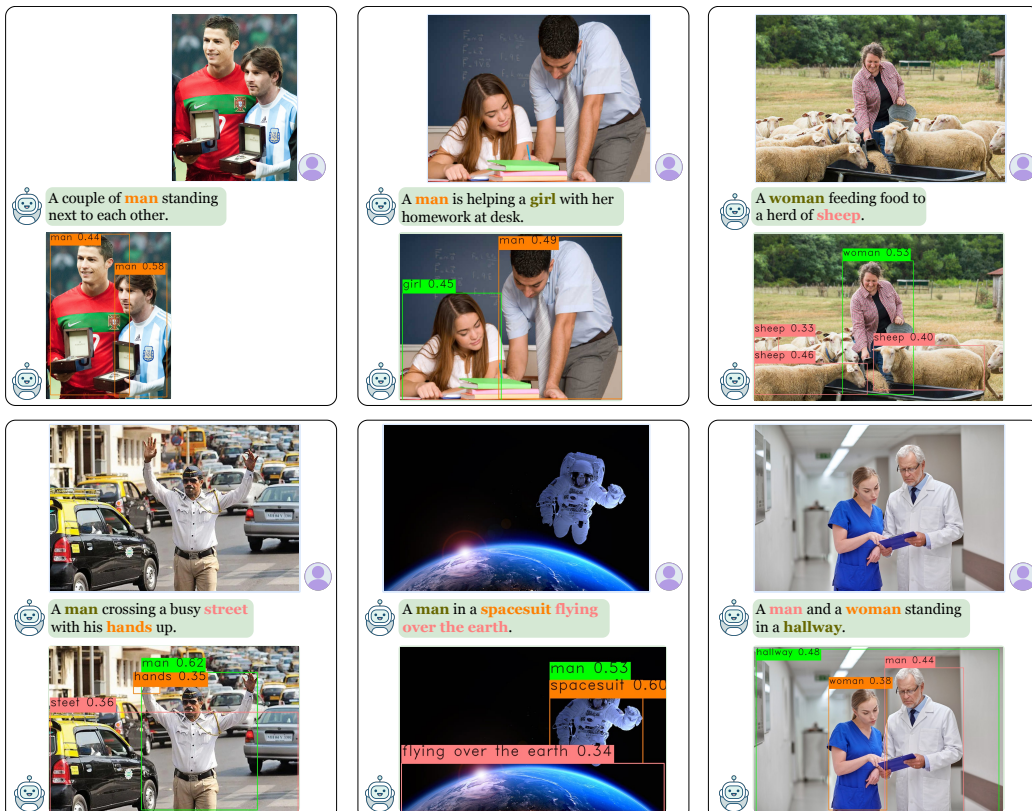 A couple of man standing
next to each other.
man 0.44
man 0.58
A man is helping a girl with her
homework at desk.
man 0.49
girl 0.45
A woman feeding food to
a herd of sheep.
woman 0.53
sheep 0.33
sheep 0.40
sheep 0.46
A man crossing a busy street
with his hands up.
man 0.62
hands 0.35
steet 0.36
A man in a spacesuit flying
over the earth.
man 0.53
spacesuit 0.60
flying over the earth 0.34
A man and a woman standing
in a hallway.
hallway 0.48
man 0.44
woman 0.38